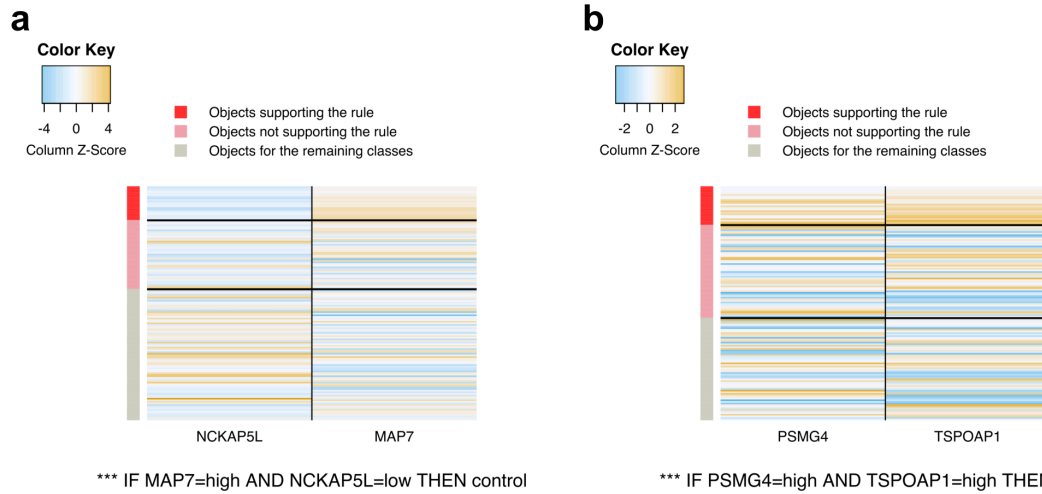 a
Color Key
-4 0 4
Column Z-Score
Objects supporting the rule
Objects not supporting the rule
Objects for the remaining classes
NCKAP5L MAP7
*** IF MAP7=high AND NCKAP5L=low THEN control
b
Color Key
-2 0 2
Column Z-Score
Objects supporting the rule
Objects not supporting the rule
Objects for the remaining classes
PSMG4 TSPOAP1
*** IF PSMG4=high AND TSPOAP1=high THEN